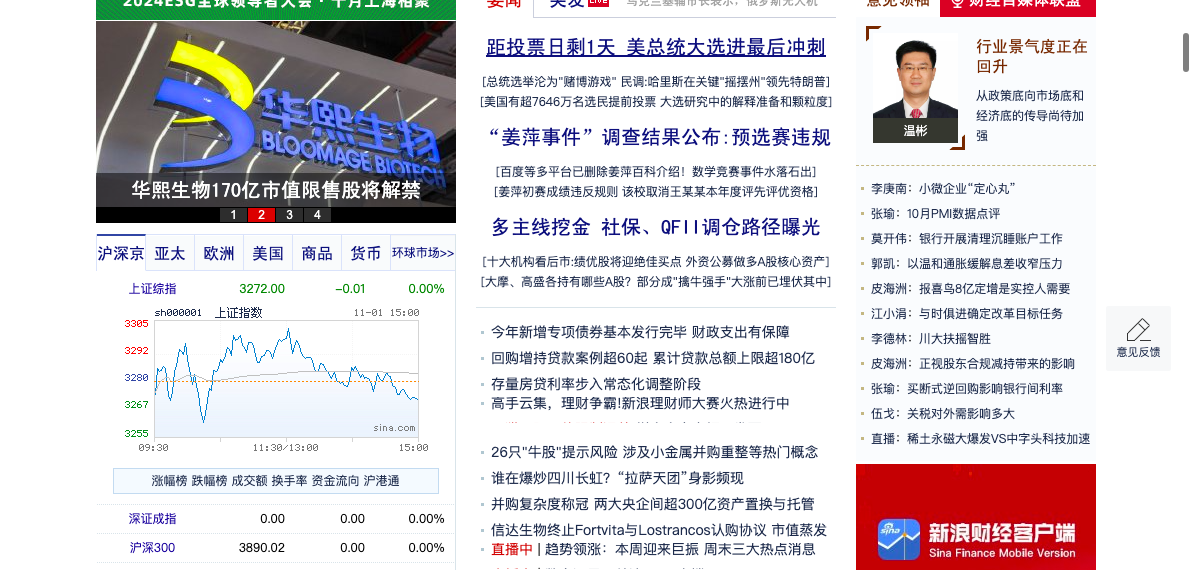 2024ESG全球领导者大会·十月上海相聚
华熙生物
BLOOMAGE BIOTECH
华熙生物170亿市值限售股将解禁
1 2 3 4
沪深京 亚太 欧洲 美国 商品 货币 环球市场>>
上证综指 3272.00 -0.01 0.00%
sh000001 上证指数 11-01 15:00
3305
3292
3280
3267
3255
sina.com
09:30 11:30/13:00 15:00
涨幅榜 跌幅榜 成交额 换手率 资金流向 沪港通
深证成指 0.00 0.00 0.00%
沪深300 3890.02 0.00 0.00%
要闻 突发 LIVE 乌克兰基辅市长表示，俄罗斯无人机
距投票日剩1天 美总统大选进最后冲刺
[总统选举沦为"赌博游戏" 民调:哈里斯在关键"摇摆州"领先特朗普]
[美国有超7646万名选民提前投票 大选研究中的解释准备和颗粒度]
“姜萍事件”调查结果公布:预选赛违规
[百度等多平台已删除姜萍百科介绍！数学竞赛事件水落石出]
[姜萍初赛成绩违反规则 该校取消王某某本年度评先评优资格]
多主线挖金 社保、QFII调仓路径曝光
[十大机构看后市:绩优股将迎绝佳买点 外资公募做多A股核心资产]
[大摩、高盛各持有哪些A股？部分成"擒牛强手"大涨前已埋伏其中]
今年新增专项债券基本发行完毕 财政支出有保障
回购增持贷款案例超60起 累计贷款总额上限超180亿
存量房贷利率步入常态化调整阶段
高手云集，理财争霸!新浪理财师大赛火热进行中
26只"牛股"提示风险 涉及小金属并购重整等热门概念
谁在爆炒四川长虹？“拉萨天团”身影频现
并购复杂度称冠 两大央企间超300亿资产置换与托管
信达生物终止Fortvita与Lostrancos认购协议 市值蒸发
直播中 | 趋势领涨：本周迎来巨振 周末三大热点消息
意见领袖 财经自媒体联盟
温彬
行业景气度正在
回升
从政策底向市场底和
经济底的传导尚待加
强
李庚南：小微企业“定心丸”
张瑜：10月PMI数据点评
莫开伟：银行开展清理沉睡账户工作
郭凯：以温和通胀缓解息差收窄压力
皮海洲：报喜鸟8亿定增是实控人需要
江小涓：与时俱进确定改革目标任务
李德林：川大扶摇智胜
皮海洲：正视股东合规减持带来的影响
张瑜：买断式逆回购影响银行间利率
伍戈：关税对外需影响多大
直播：稀土永磁大爆发VS中字头科技加速
sina
新浪财经客户端
Sina Finance Mobile Version
意见反馈